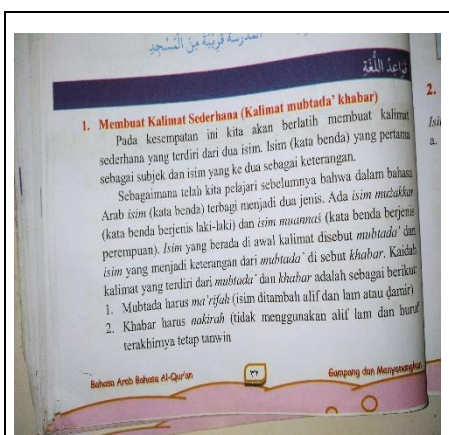 المدرسة قريبة من المسجد
قواعد اللغة
1. Membuat Kalimat Sederhana (Kalimat mubtada' khabar)
Pada kesempatan ini kita akan berlatih membuat kalimat
sederhana yang terdiri dari dua isim. Isim (kata benda) yang pertama
sebagai subjek dan isim yang ke dua sebagai keterangan.
Sebagaimana telah kita pelajari sebelumnya bahwa dalam bahasa
Arab isim (kata benda) terbagi menjadi dua jenis. Ada isim mużakkar
(kata benda berjenis laki-laki) dan isim muannaś (kata benda berjenis
perempuan). Isim yang berada di awal kalimat disebut mubtada' dan
isim yang menjadi keterangan dari mubtada' di sebut khabar. Kaidah
kalimat yang terdiri dari mubtada' dan khabar adalah sebagai berikut
1. Mubtada harus ma'rifah (isim ditambah alif dan lam atau ḍamir)
2. Khabar harus nakirah (tidak menggunakan alif lam dan huruf
terakhirnya tetap tanwin
Bahasa Arab Bahasa Al-Qur'an
٣٢
Gampang dan Menyenangkan
2.
Isi
a.